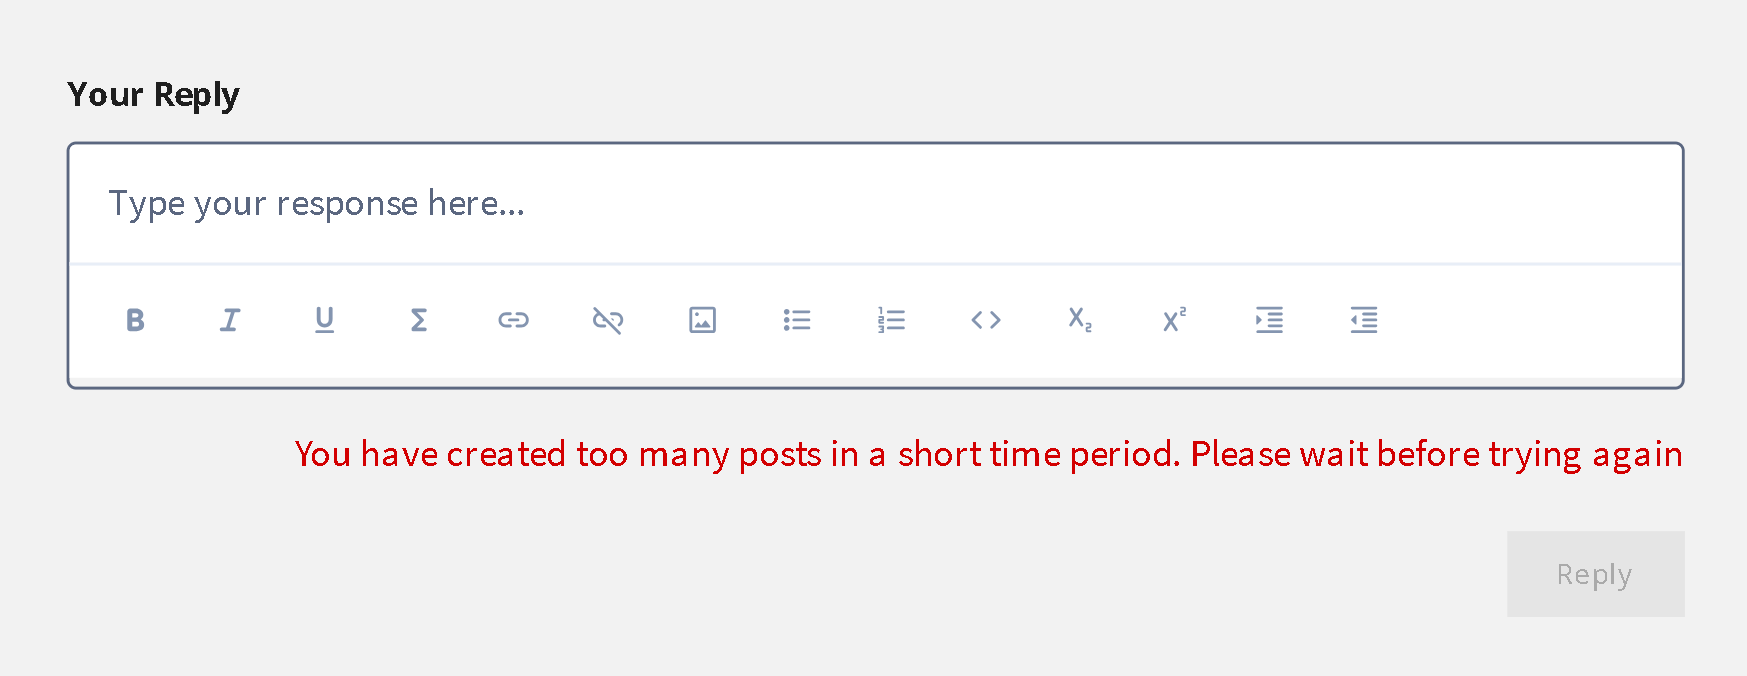 Your Reply
Type your response here...
You have created too many posts in a short time period. Please wait before trying again
Reply